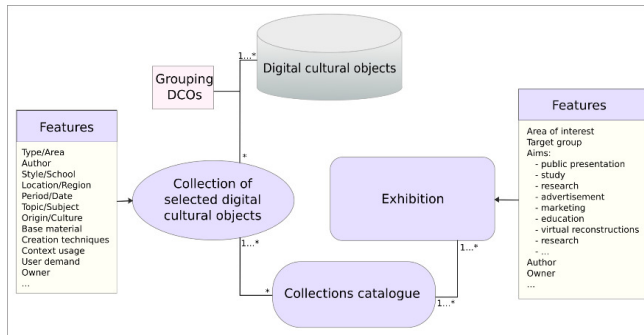 1...*
Digital cultural objects
Grouping
DCOs
Features
Type/Area
Author
Style/School
Location/Region
Period/Date
Topic/Subject
Origin/Culture
Base material
Creation techniques
Context usage
User demand
Owner
...
*
Collection of
selected digital
cultural objects
1...*
*
Collections catalogue
1...*
1...*
Exhibition
Features
Area of interest
Target group
Aims:
- public presentation
- study
- research
- advertisement
- marketing
- education
- virtual reconstructions
- research
- ...
Author
Owner
...